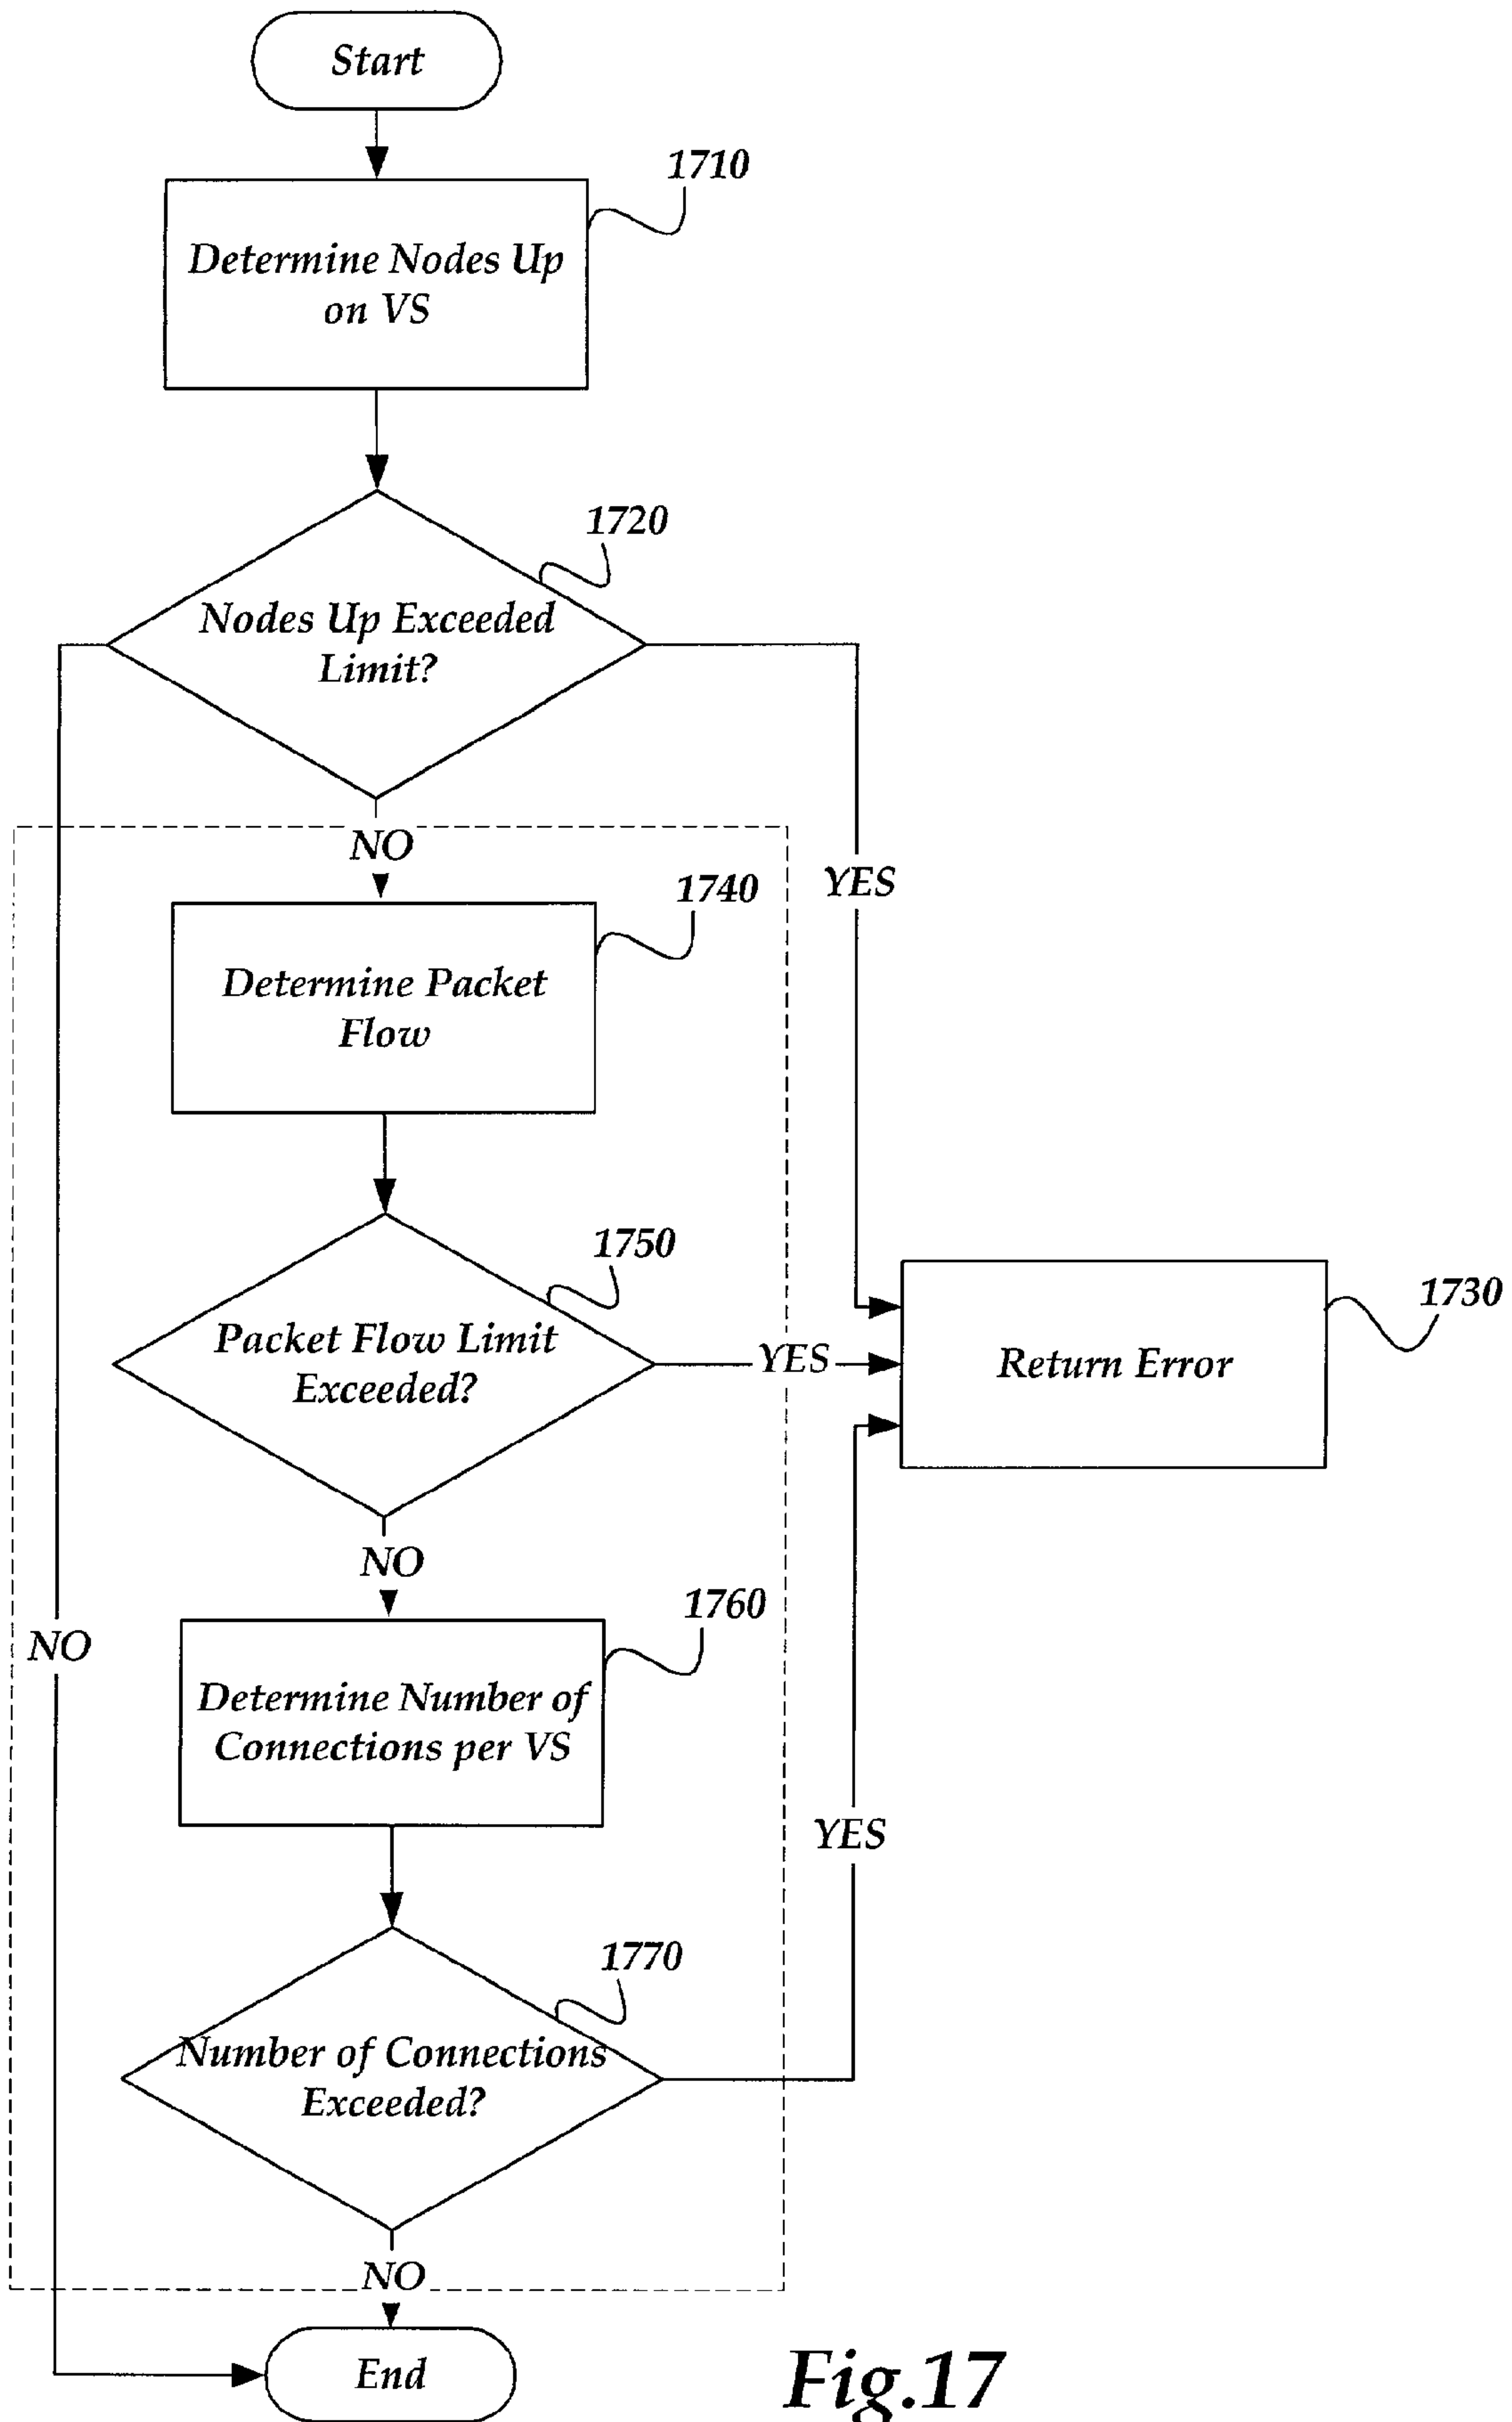 Start
1710
Determine Nodes Up
on VS
1720
Nodes Up Exceeded
Limit?
NO
YES
1740
Determine Packet
Flow
1750
Packet Flow Limit
Exceeded?
YES
1730
Return Error
NO
1760
NO
Determine Number of
Connections per VS
YES
1770
Number of Connections
Exceeded?
NO
End
Fig.17